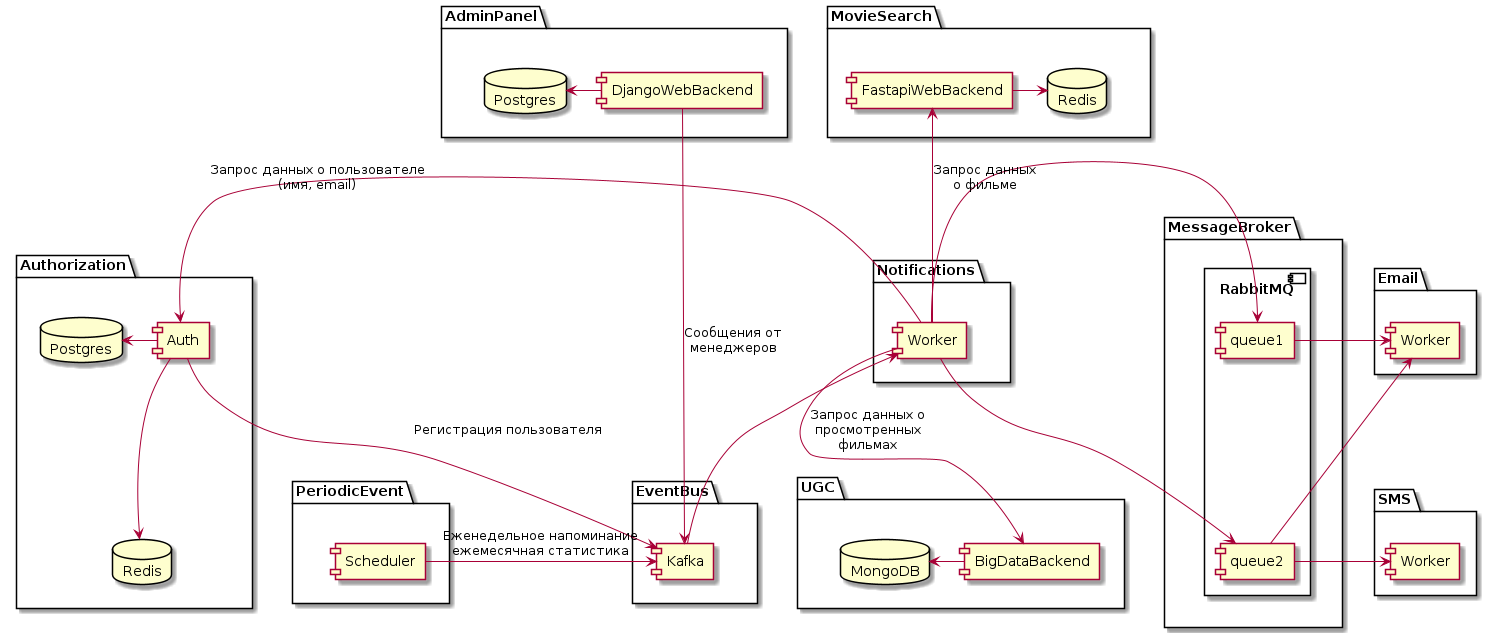 AdminPanel
MovieSearch
Postgres
DjangoWebBackend
FastapiWebBackend
Redis
Запрос данных о пользователе
(имя, email)
Запрос данных
о фильме
MessageBroker
Authorization
Notifications
Email
RabbitMQ
Postgres
Auth
Сообщения от
менеджеров
Worker
queue1
Worker
Запрос данных о
просмотренных
фильмах
Регистрация пользователя
PeriodicEvent
EventBus
UGC
SMS
Еженедельное напоминание
ежемесячная статистика
Redis
Scheduler
Kafka
MongoDB
BigDataBackend
queue2
Worker